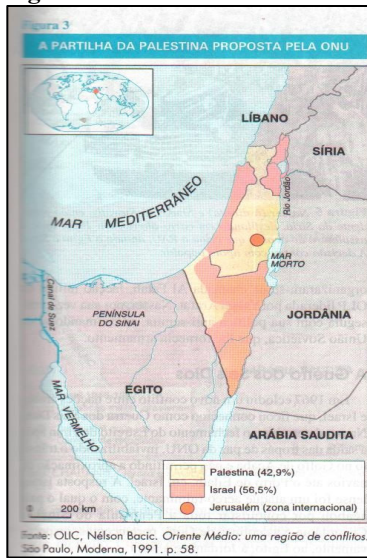 Figura 3
A PARTILHA DA PALESTINA PROPOSTA PELA ONU
LÍBANO
SÍRIA
Rio Jordão
MAR MEDITERRÂNEO
MAR
MORTO
Canal de Suez
PENÍNSULA
DO SINAI
JORDÂNIA
EGITO
MAR VERMELHO
ARÁBIA SAUDITA
Palestina (42,9%)
Israel (56,5%)
Jerusalém (zona internacional)
0 200 km
Fonte: OLIC, Nélson Bacic. Oriente Médio: uma região de conflitos.
São Paulo, Moderna, 1991. p. 58.